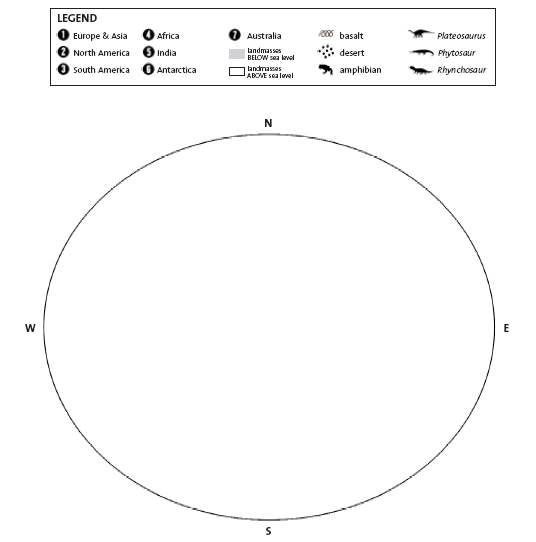 LEGEND
1 Europe & Asia 4 Africa 7 Australia basalt Plateosaurus
2 North America 5 India landmasses BELOW sea level desert Phytosaur
3 South America 6 Antarctica landmasses ABOVE sea level amphibian Rhynchosaur
N
W E
S